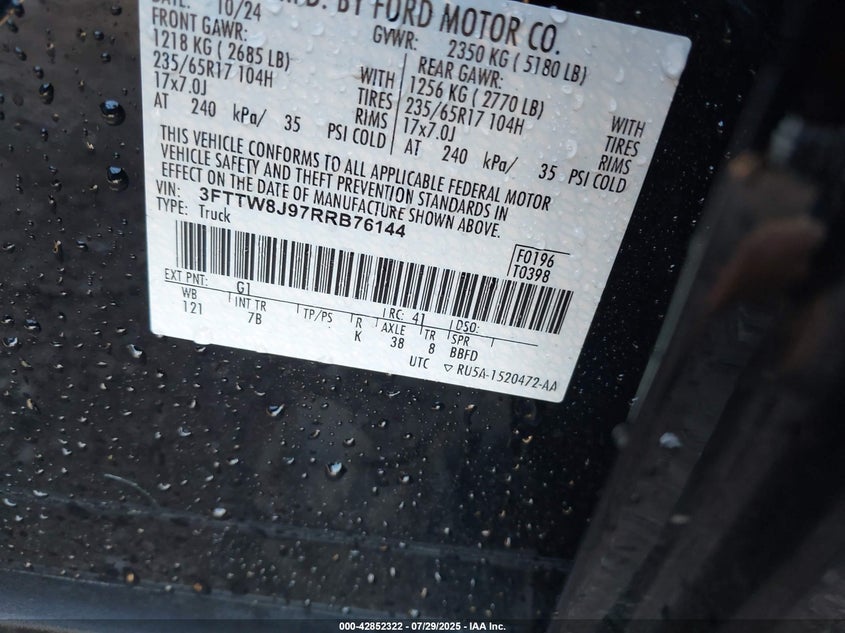 10/24
BY FORD MOTOR CO.
FRONT GAWR:
GVWR: 2350 KG ( 5180 LB)
1218 KG ( 2685 LB)
REAR GAWR:
235/65R17 104H WITH
1256 KG ( 2770 LB)
17x7.0J TIRES
235/65R17 104H WITH
AT 240 kPa/ 35 RIMS
17x7.0J TIRES
PSI COLD
AT 240 kPa/ 35 RIMS
PSI COLD
THIS VEHICLE CONFORMS TO ALL APPLICABLE FEDERAL MOTOR
VEHICLE SAFETY AND THEFT PREVENTION STANDARDS IN
EFFECT ON THE DATE OF MANUFACTURE SHOWN ABOVE.
VIN: 3FTTW8J97RRB76144
TYPE: Truck
F0196
T0398
EXT PNT: G1 RC: 41 DSO:
WB INT TR TP/PS R AXLE TR SPR
121 7B K 38 8 BBFD
UTC ▽ RU5A-1520472-AA
000-42852322 | 07/29/2025 - IAA Inc.